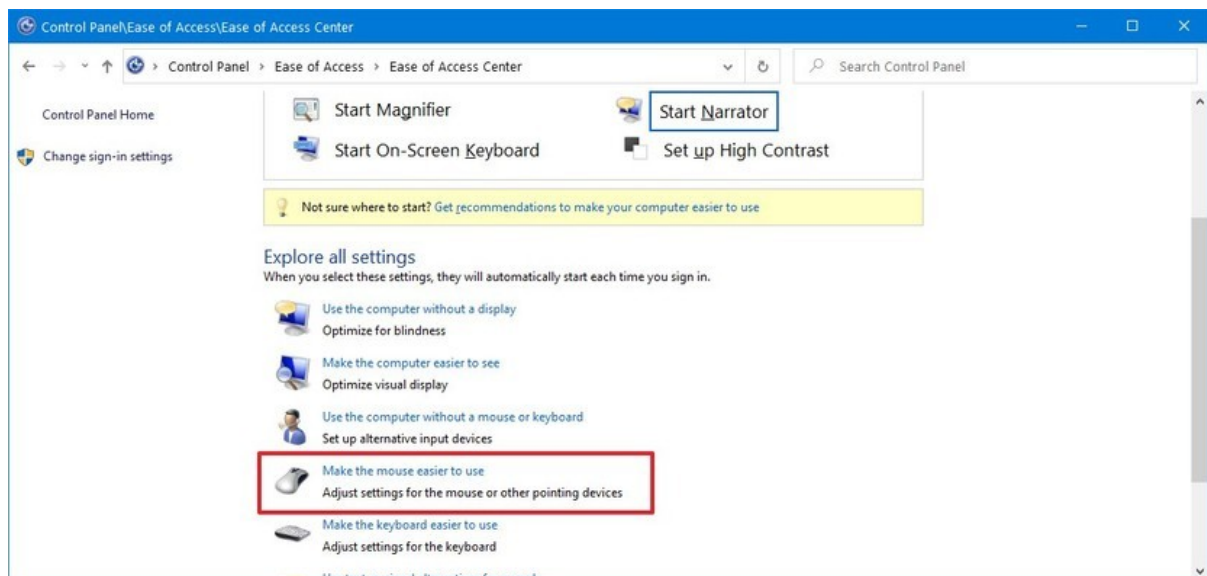 Control Panel\Ease of Access\Ease of Access Center
Control Panel › Ease of Access › Ease of Access Center
Search Control Panel
Control Panel Home
Change sign-in settings
Start Magnifier
Start Narrator
Start On-Screen Keyboard
Set up High Contrast
Not sure where to start? Get recommendations to make your computer easier to use
Explore all settings
When you select these settings, they will automatically start each time you sign in.
Use the computer without a display
Optimize for blindness
Make the computer easier to see
Optimize visual display
Use the computer without a mouse or keyboard
Set up alternative input devices
Make the mouse easier to use
Adjust settings for the mouse or other pointing devices
Make the keyboard easier to use
Adjust settings for the keyboard